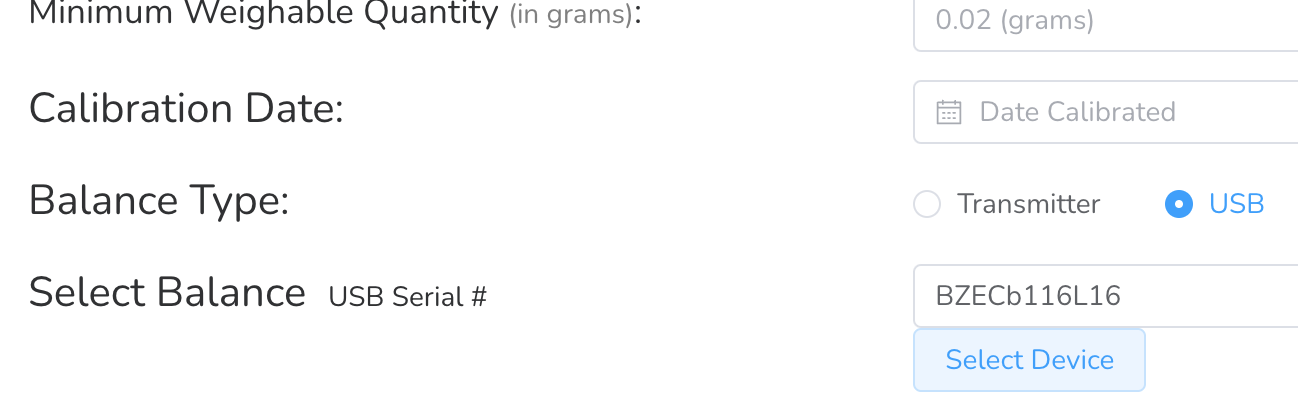 Minimum Weighable Quantity (in grams):
0.02 (grams)
Calibration Date:
Date Calibrated
Balance Type:
Transmitter
USB
Select Balance USB Serial #
BZECb116L16
Select Device